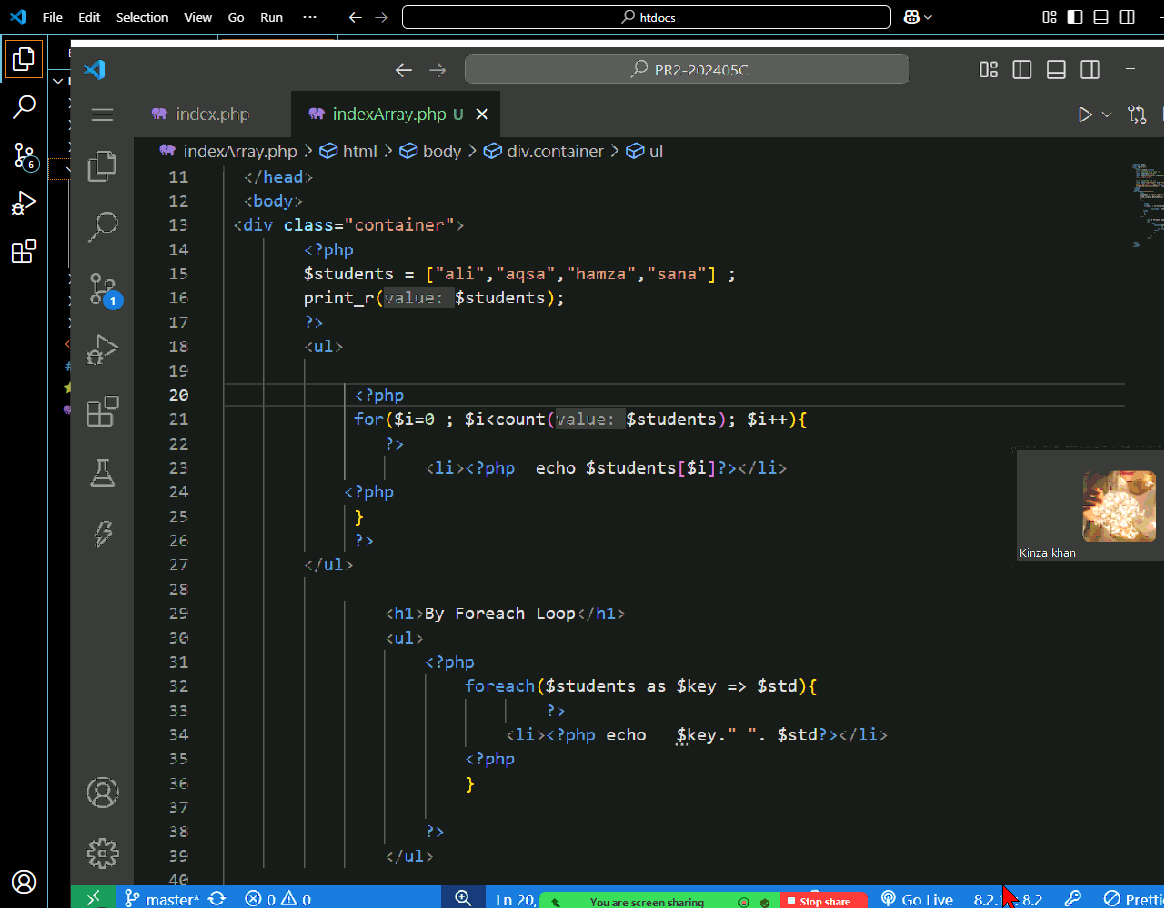 File Edit Selection View Go Run ··· ← → htdocs
6
PR2-202405C
index.php indexArray.php U ×
indexArray.php > html > body > div.container > ul
11 </head>
12 <body>
13 <div class="container">
14 <?php
15 $students = ["ali","aqsa","hamza","sana"] ;
16 print_r(value: $students);
17 ?>
18 <ul>
19
20 <?php
21 for($i=0 ; $i<count(value: $students); $i++){
22 ?>
23 <li><?php echo $students[$i]?></li>
24 <?php
25 }
26 ?>
27 </ul>
28
29 <h1>By Foreach Loop</h1>
30 <ul>
31 <?php
32 foreach($students as $key => $std){
33 ?>
34 <li><?php echo $key." ". $std?></li>
35 <?php
36 }
37
38 ?>
39 </ul>
40
1
Kinza khan
master* 0 0 Ln 20, You are screen sharing Stop share Go Live 8.2. 8.2